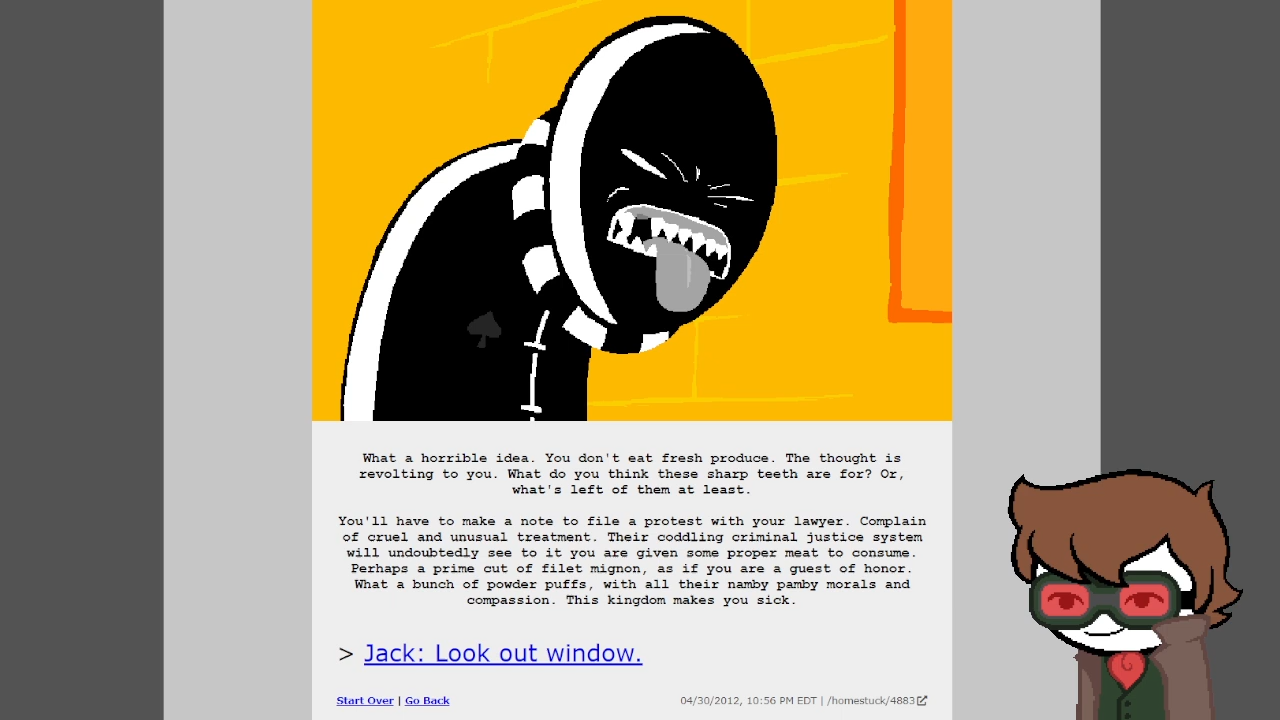 What a horrible idea. You don't eat fresh produce. The thought is
revolting to you. What do you think these sharp teeth are for? Or,
what's left of them at least.
You'll have to make a note to file a protest with your lawyer. Complain
of cruel and unusual treatment. Their coddling criminal justice system
will undoubtedly see to it you are given some proper meat to consume.
Perhaps a prime cut of filet mignon, as if you are a guest of honor.
What a bunch of powder puffs, with all their namby pamby morals and
compassion. This kingdom makes you sick.
> Jack: Look out window.
Start Over | Go Back 04/30/2012, 10:56 PM EDT | /homestuck/4883